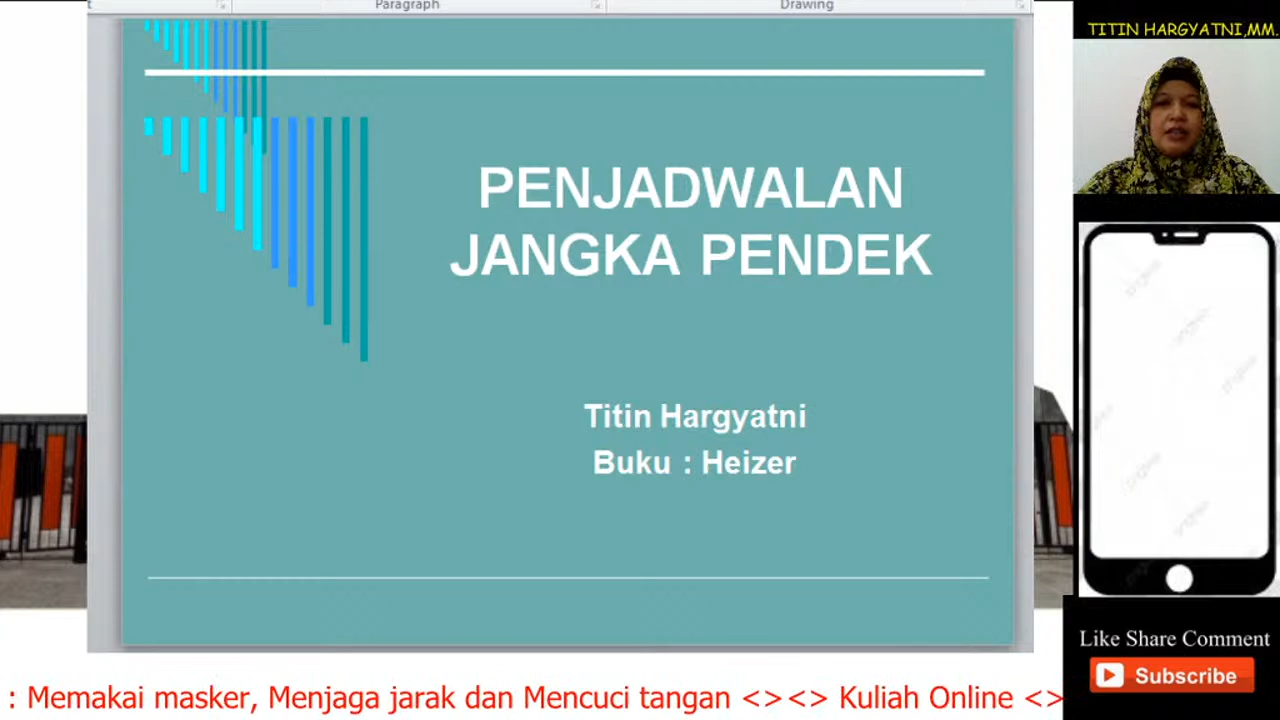 Paragraph
Drawing
TITIN HARGYATNI,MM.
PENJADWALAN
JANGKA PENDEK
Titin Hargyatni
Buku : Heizer
Like Share Comment
Subscribe
: Memakai masker, Menjaga jarak dan Mencuci tangan <><> Kuliah Online <>